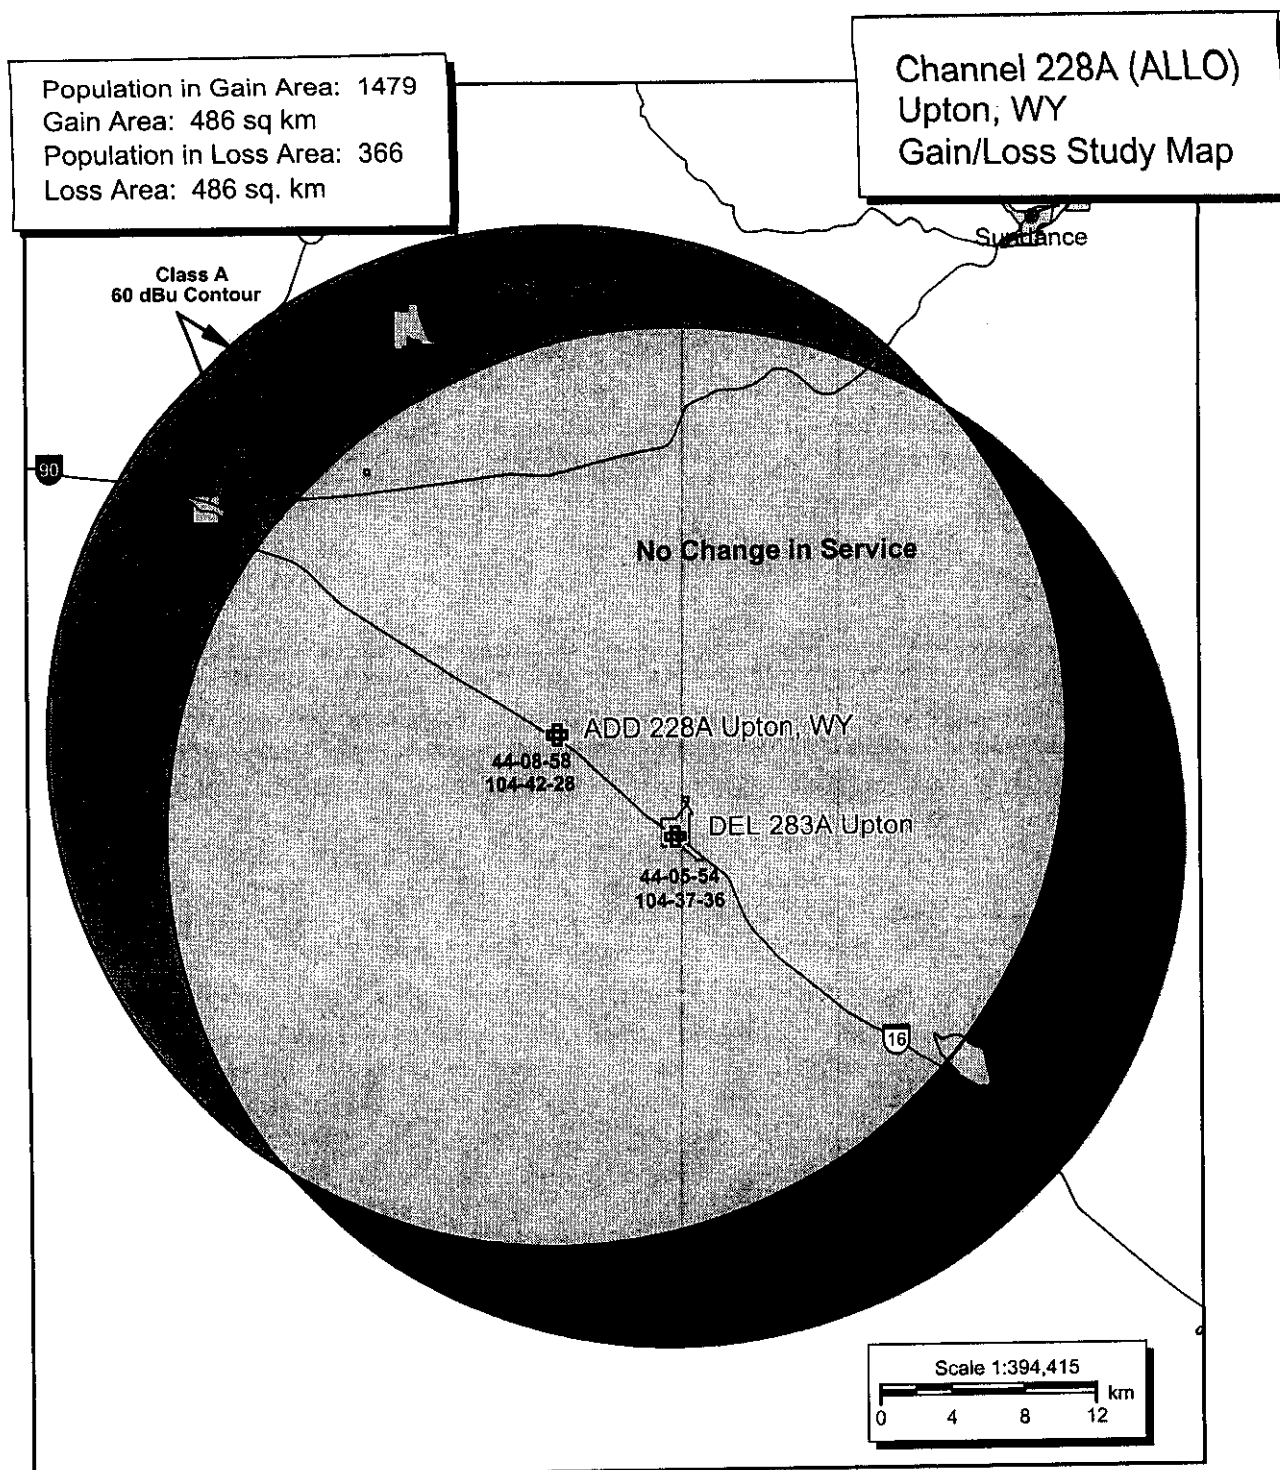 Population in Gain Area: 1479
Gain Area: 486 sq km
Population in Loss Area: 366
Loss Area: 486 sq. km
Channel 228A (ALLO)
Upton, WY
Gain/Loss Study Map
Sundance
Class A
60 dBu Contour
90
No Change in Service
ADD 228A Upton, WY
44-08-58
104-42-28
DEL 283A Upton
44-05-54
104-37-36
16
Scale 1:394,415
km
0 4 8 12